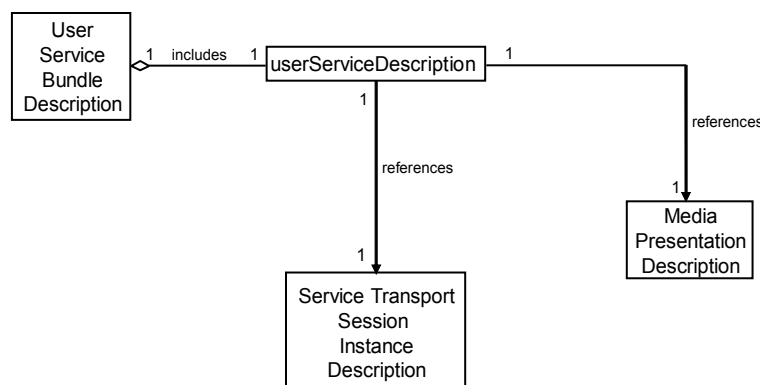 User
Service
Bundle
Description
1
includes
1
userServiceDescription
1
1
references
1
references
1
Media
Presentation
Description
Service Transport
Session
Instance
Description